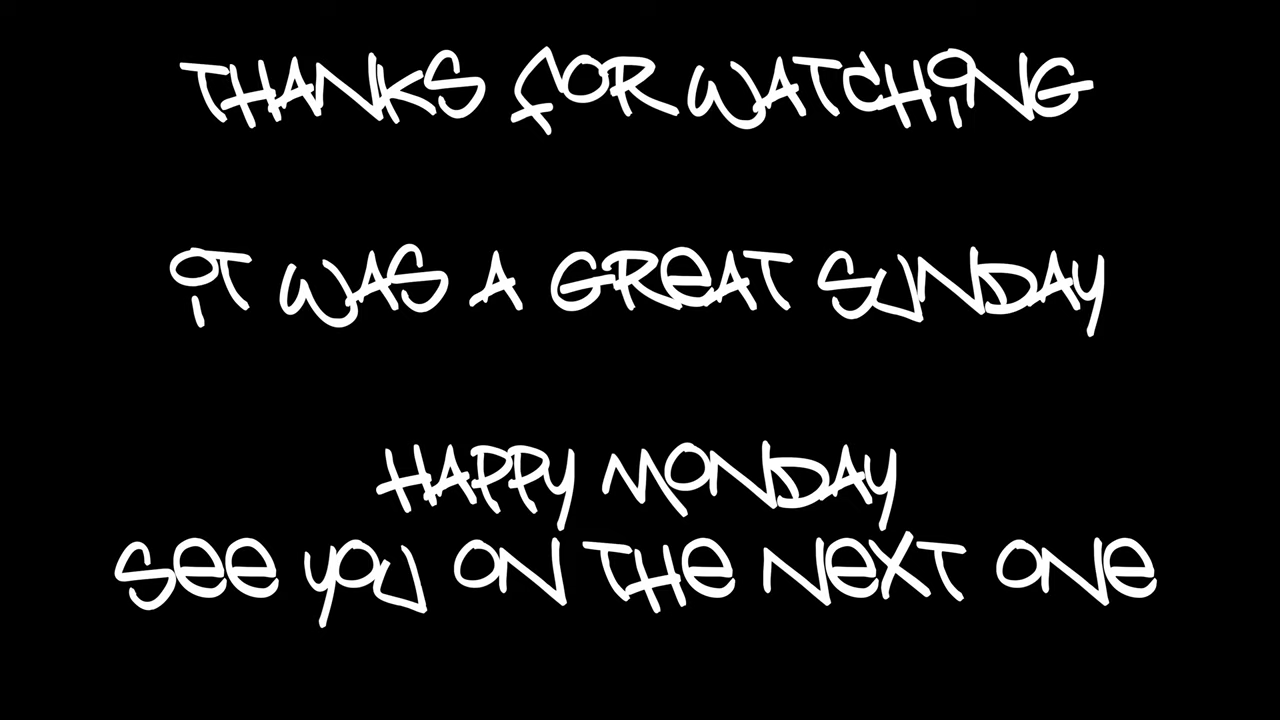 THANKS FOR WATCHING
iT WAS A GREAT SUNDAY
HAPPY MONDAY
SEE YOU ON THE NEXT ONE